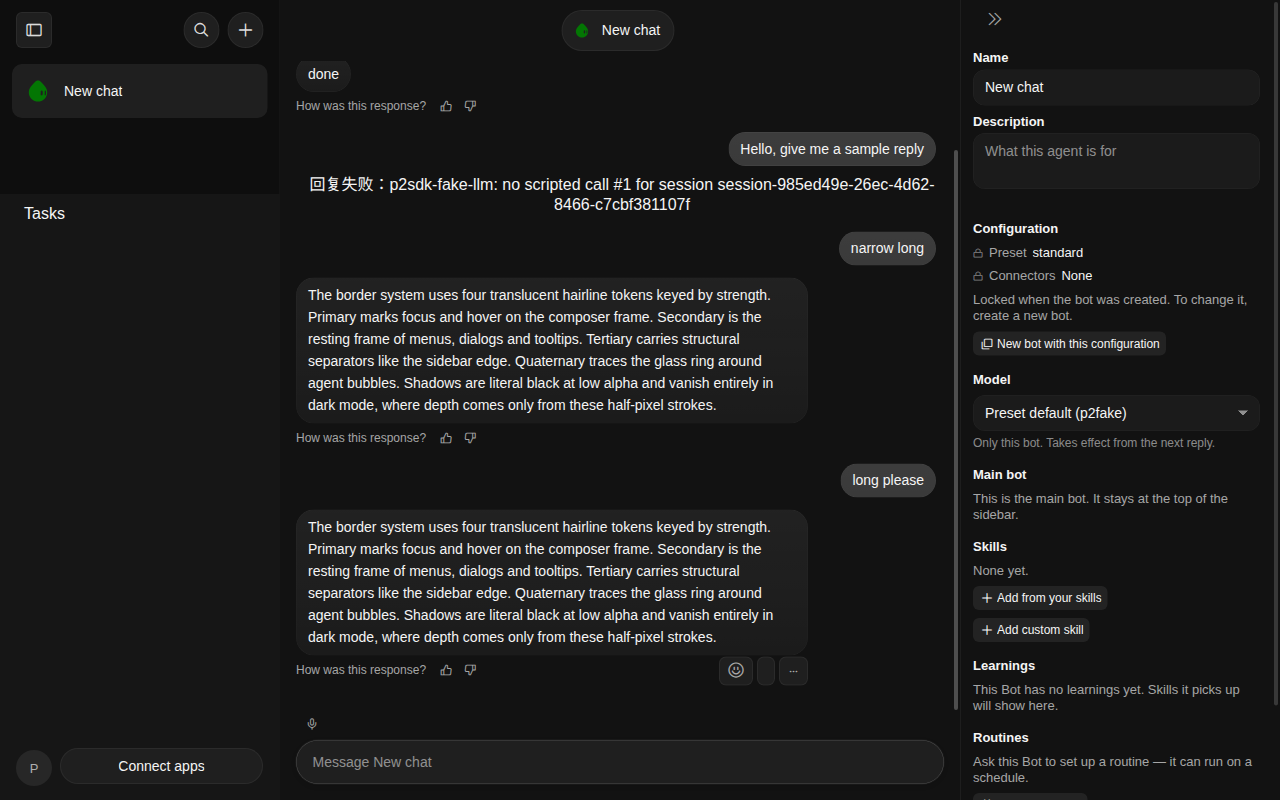 New chat
New chat
Tasks
P
Connect apps
done
How was this response?
Hello, give me a sample reply
回复失败：p2sdk-fake-llm: no scripted call #1 for session session-985ed49e-26ec-4d62-
8466-c7cbf381107f
narrow long
The border system uses four translucent hairline tokens keyed by strength.
Primary marks focus and hover on the composer frame. Secondary is the
resting frame of menus, dialogs and tooltips. Tertiary carries structural
separators like the sidebar edge. Quaternary traces the glass ring around
agent bubbles. Shadows are literal black at low alpha and vanish entirely in
dark mode, where depth comes only from these half-pixel strokes.
How was this response?
long please
The border system uses four translucent hairline tokens keyed by strength.
Primary marks focus and hover on the composer frame. Secondary is the
resting frame of menus, dialogs and tooltips. Tertiary carries structural
separators like the sidebar edge. Quaternary traces the glass ring around
agent bubbles. Shadows are literal black at low alpha and vanish entirely in
dark mode, where depth comes only from these half-pixel strokes.
How was this response?
Message New chat
Name
New chat
Description
What this agent is for
Configuration
Preset standard
Connectors None
Locked when the bot was created. To change it,
create a new bot.
New bot with this configuration
Model
Preset default (p2fake)
Only this bot. Takes effect from the next reply.
Main bot
This is the main bot. It stays at the top of the
sidebar.
Skills
None yet.
Add from your skills
Add custom skill
Learnings
This Bot has no learnings yet. Skills it picks up
will show here.
Routines
Ask this Bot to set up a routine — it can run on a
schedule.